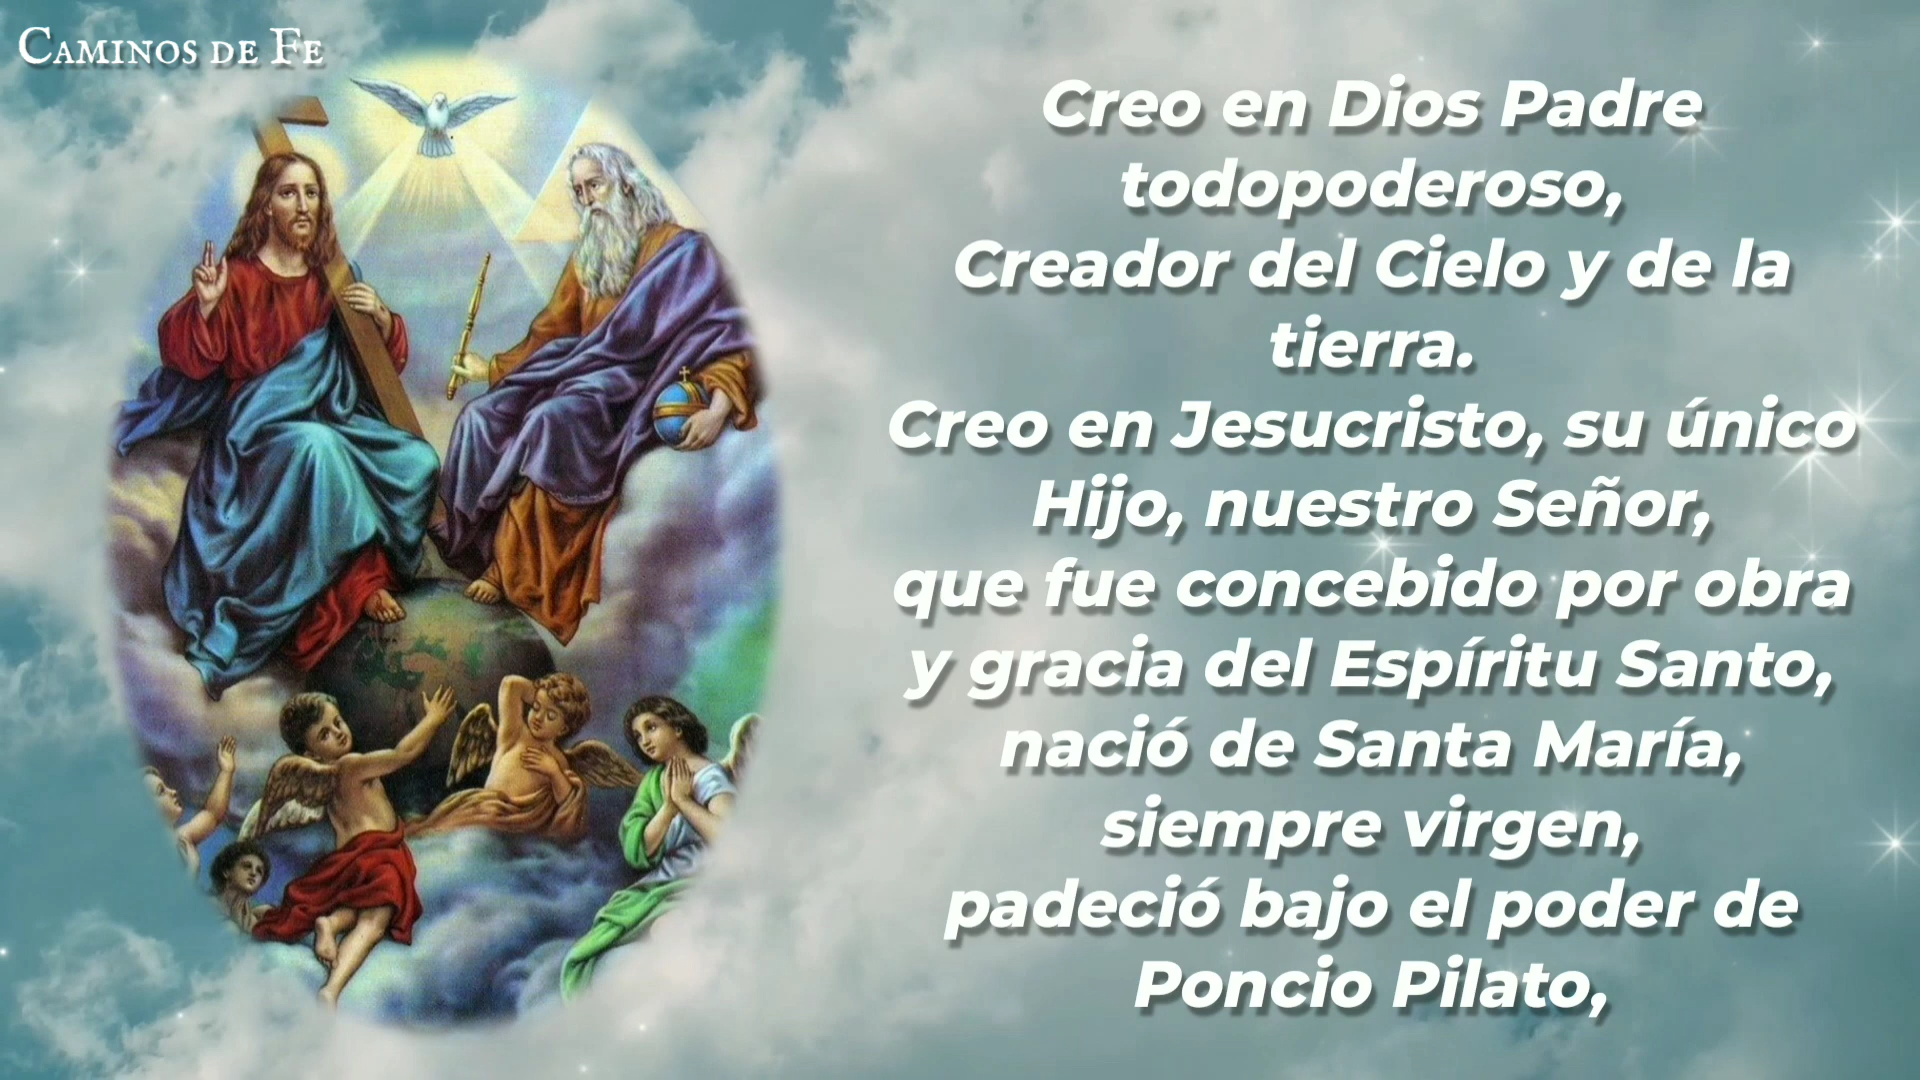 Caminos de Fe
Creo en Dios Padre
todopoderoso,
Creador del Cielo y de la
tierra.
Creo en Jesucristo, su único
Hijo, nuestro Señor,
que fue concebido por obra
y gracia del Espíritu Santo,
nació de Santa María,
siempre virgen,
padeció bajo el poder de
Poncio Pilato,